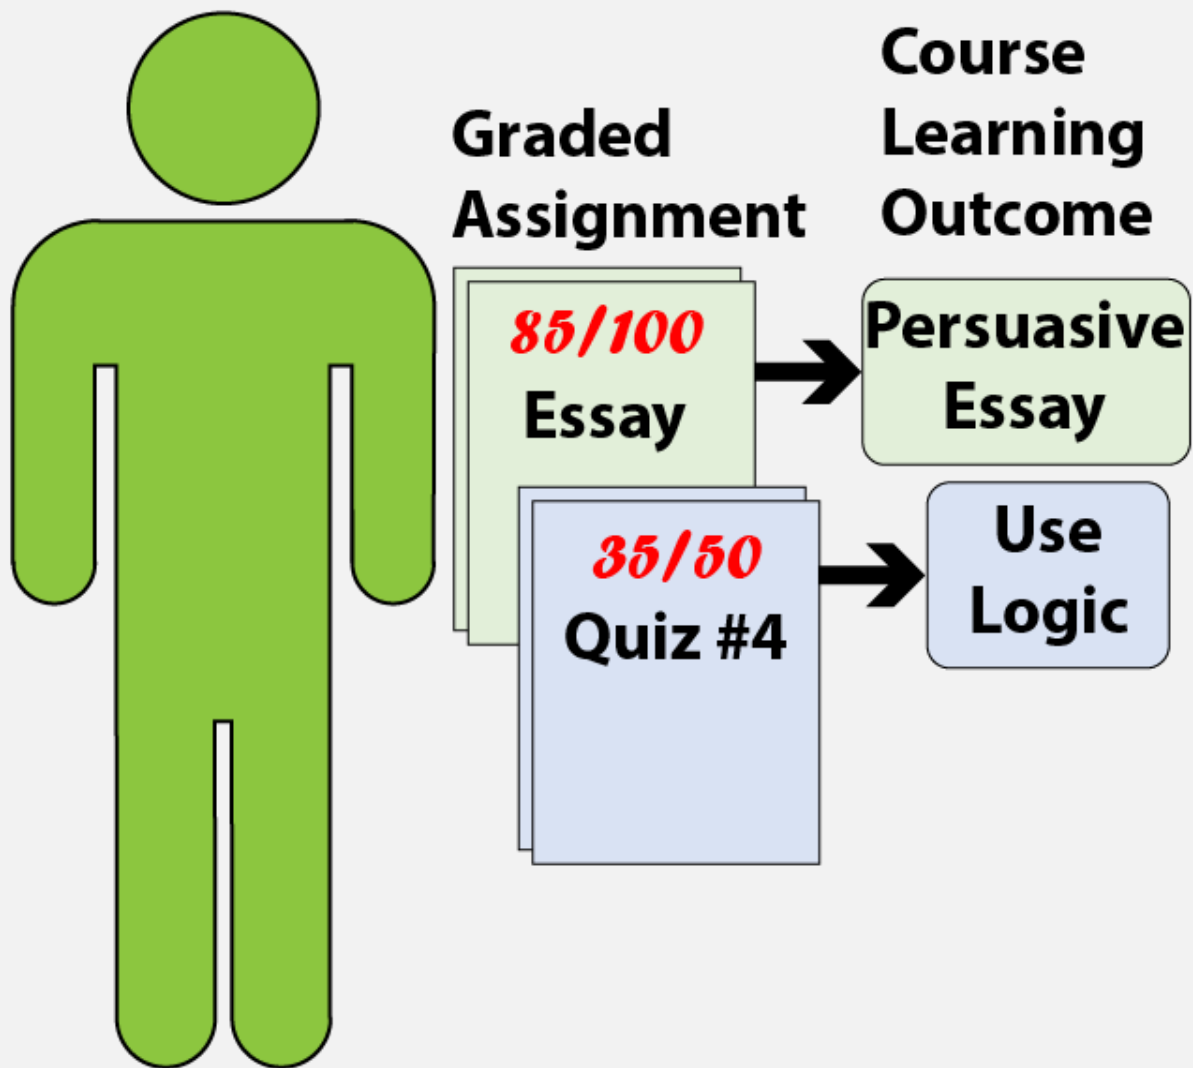 Graded
Assignment
Course
Learning
Outcome
85/100
Essay
Persuasive
Essay
35/50
Quiz #4
Use
Logic